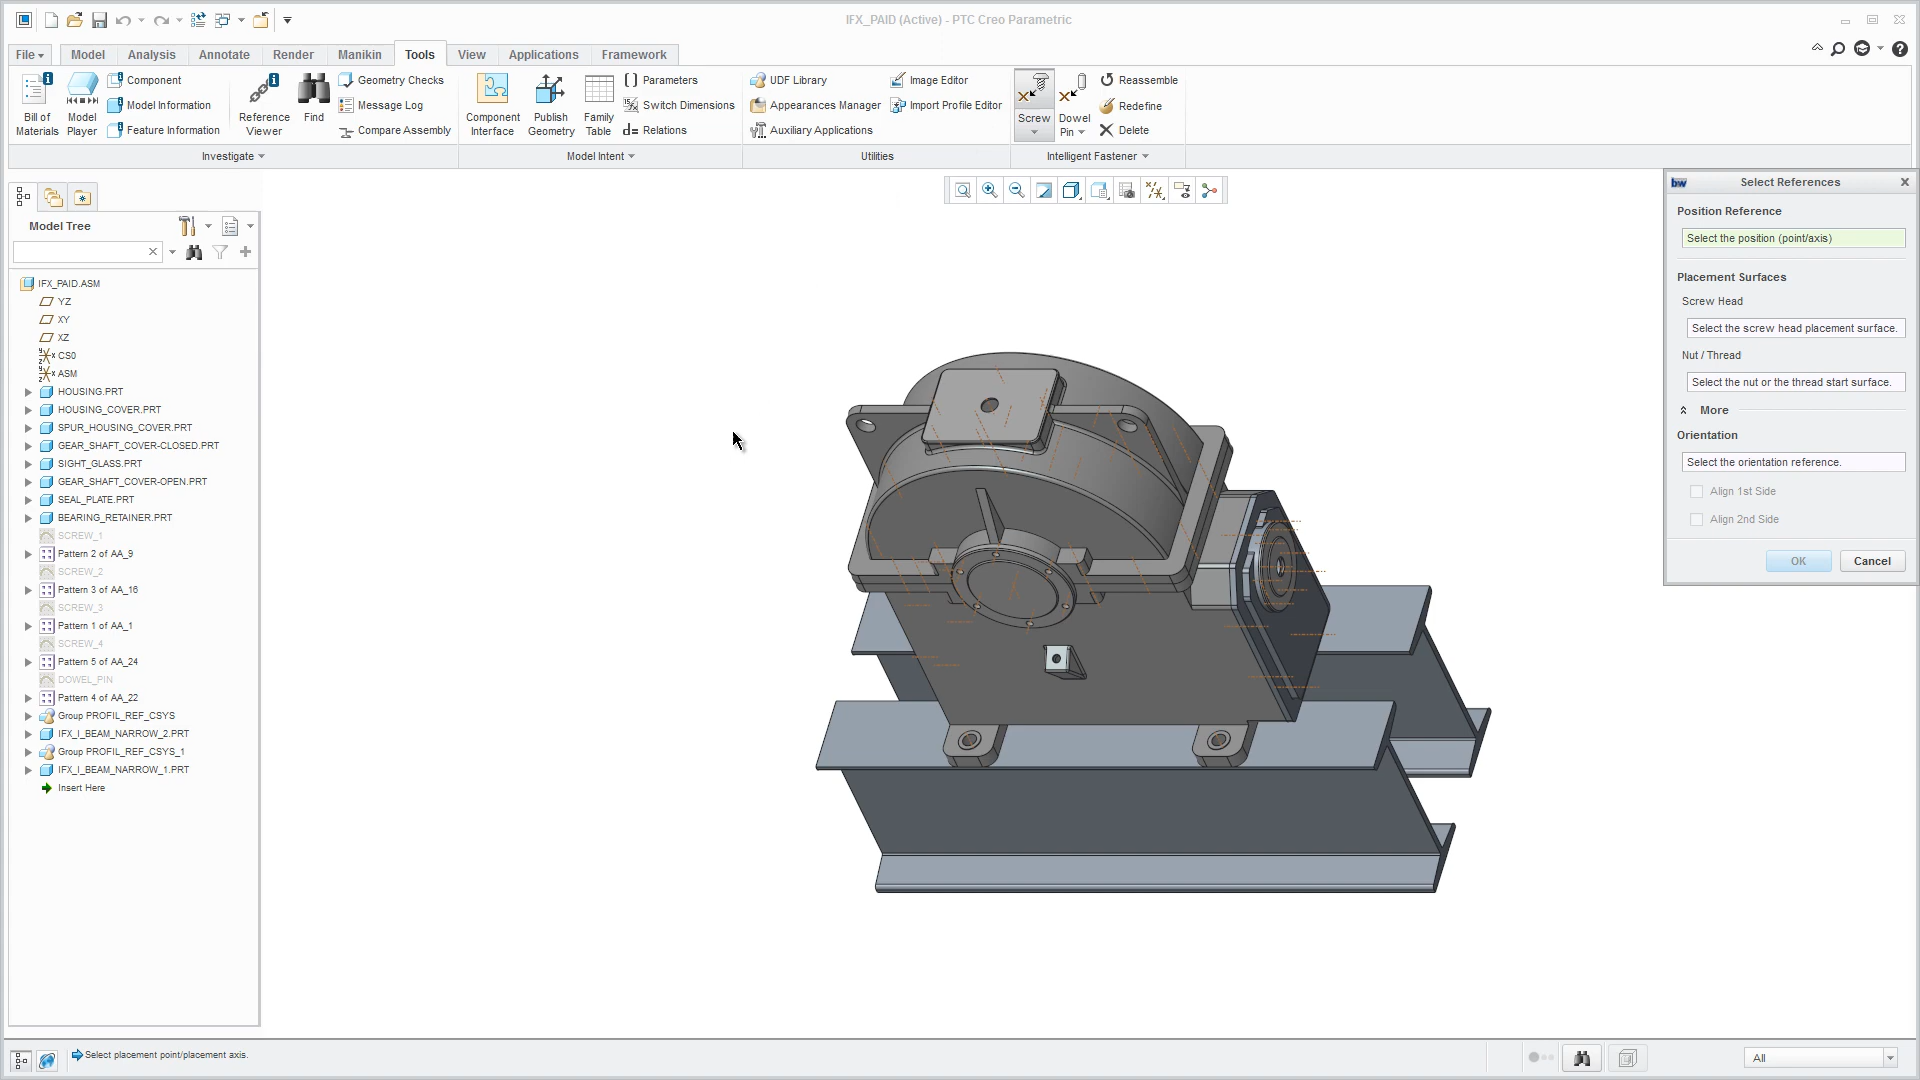 IFX_PAID (Active) - PTC Creo Parametric
File Model Analysis Annotate Render Manikin Tools View Applications Framework
Bill of Materials
Model Player
Component
Model Information
Feature Information
Reference Viewer
Find
Geometry Checks
Message Log
Compare Assembly
Component Interface
Publish Geometry
Family Table
Parameters
Switch Dimensions
Relations
UDF Library
Appearances Manager
Auxiliary Applications
Image Editor
Import Profile Editor
Screw
Dowel Pin
Reassemble
Redefine
Delete
Investigate
Model Intent
Utilities
Intelligent Fastener
Model Tree
IFX_PAID.ASM
YZ
XY
XZ
CS0
ASM
HOUSING.PRT
HOUSING_COVER.PRT
SPUR_HOUSING_COVER.PRT
GEAR_SHAFT_COVER-CLOSED.PRT
SIGHT_GLASS.PRT
GEAR_SHAFT_COVER-OPEN.PRT
SEAL_PLATE.PRT
BEARING_RETAINER.PRT
SCREW_1
Pattern 2 of AA_9
SCREW_2
Pattern 3 of AA_16
SCREW_3
Pattern 1 of AA_1
SCREW_4
Pattern 5 of AA_24
DOWEL_PIN
Pattern 4 of AA_22
Group PROFIL_REF_CSYS
IFX_I_BEAM_NARROW_2.PRT
Group PROFIL_REF_CSYS_1
IFX_I_BEAM_NARROW_1.PRT
Insert Here
bw Select References
Position Reference
Select the position (point/axis)
Placement Surfaces
Screw Head
Select the screw head placement surface.
Nut / Thread
Select the nut or the thread start surface.
More
Orientation
Select the orientation reference.
Align 1st Side
Align 2nd Side
OK Cancel
Select placement point/placement axis.
All